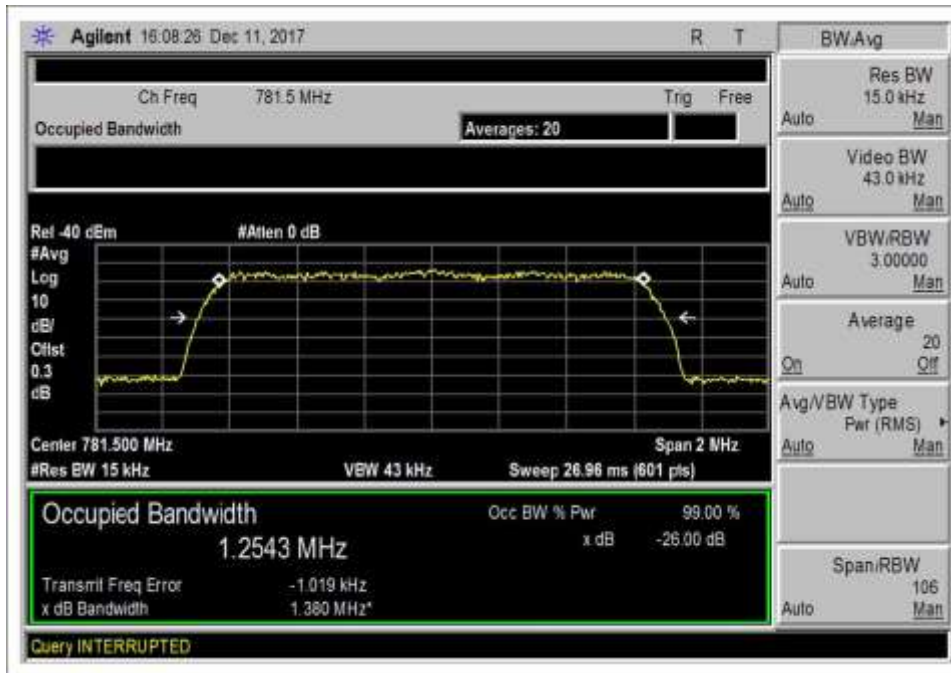 Agilent 16:08:26 Dec 11, 2017 R T
BW/Avg
Ch Freq 781.5 MHz Trig Free
Occupied Bandwidth Averages: 20
Res BW
15.0 kHz
Auto Man
Video BW
43.0 kHz
Auto Man
VBW/RBW
3.00000
Auto Man
Average
20
On Off
Avg/VBW Type
Pwr (RMS)
Auto Man
Span/RBW
106
Auto Man
Ref -40 dBm #Atten 0 dB
#Avg
Log
10
dB/
Offst
0.3
dB
Center 781.500 MHz Span 2 MHz
#Res BW 15 kHz VBW 43 kHz Sweep 26.96 ms (601 pts)
Occupied Bandwidth
1.2543 MHz
Occ BW % Pwr 99.00 %
x dB -26.00 dB
Transmit Freq Error -1.019 kHz
x dB Bandwidth 1.380 MHz*
Query INTERRUPTED